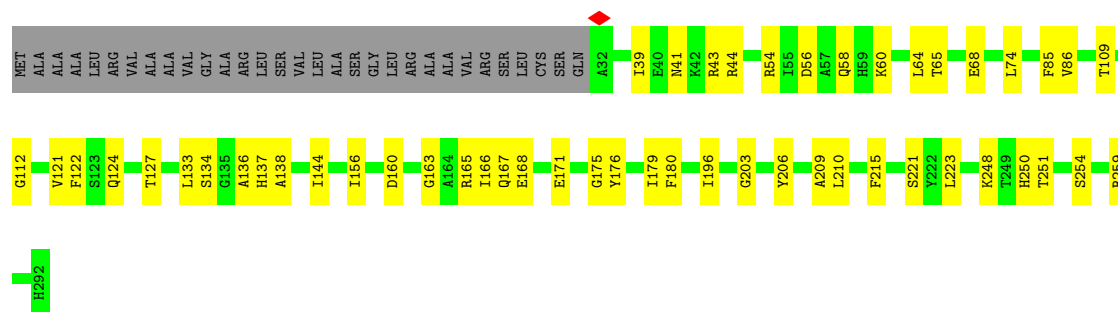 MET ALA ALA ALA LEU ARG VAL ALA ALA VAL GLY ALA ARG LEU SER VAL LEU ALA SER GLY LEU ARG ALA ALA VAL ARG SER LEU CYS SER GLN A32 I39 E40 N41 K42 R43 R44 R54 I55 D56 A57 Q58 H59 K60 L64 T65 E68 L74 F85 V86 T109
G112 V121 F122 S123 Q124 T127 L133 S134 G135 A136 H137 A138 I144 I156 D160 G163 A164 R165 I166 Q167 E168 E171 G175 Y176 I179 F180 I196 G203 Y206 A209 L210 F215 S221 Y222 L223 K248 T249 H250 T251 S254
H292